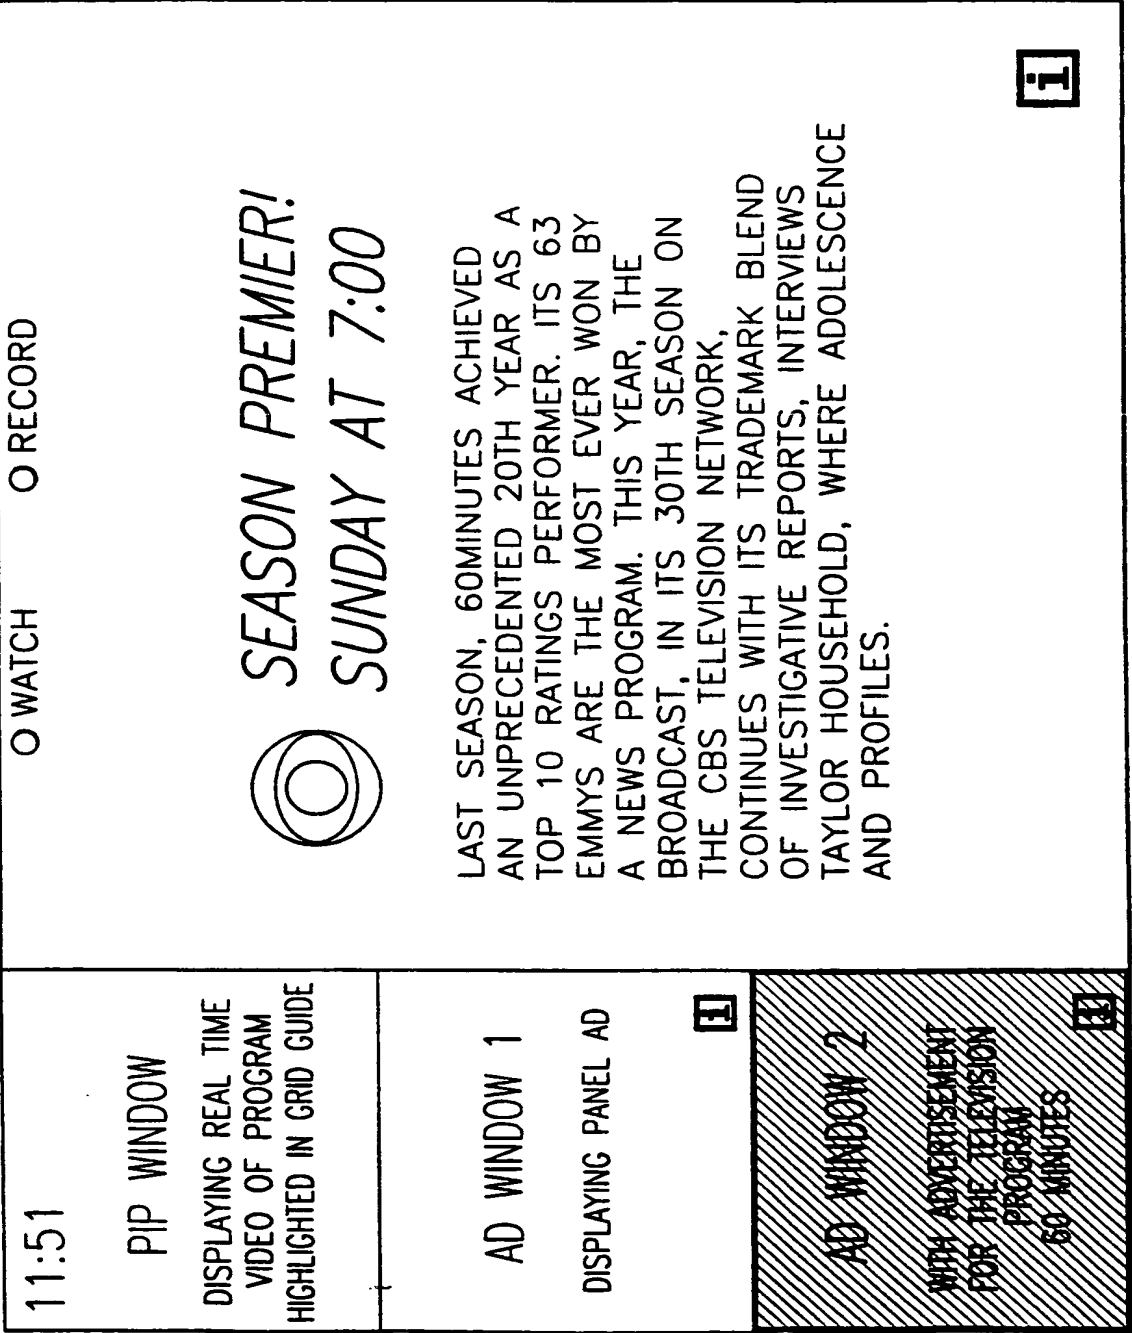 11:51
PIP WINDOW
DISPLAYING REAL TIME
VIDEO OF PROGRAM
HIGHLIGHTED IN GRID GUIDE
AD WINDOW 1
DISPLAYING PANEL AD
i
AD WINDOW 2
WITH ADVERTISEMENT
FOR THE TELEVISION
PROGRAM
60 MINUTES
i
O WATCH O RECORD
SEASON PREMIER!
SUNDAY AT 7:00
LAST SEASON, 60MINUTES ACHIEVED
AN UNPRECEDENTED 20TH YEAR AS A
TOP 10 RATINGS PERFORMER. ITS 63
EMMYS ARE THE MOST EVER WON BY
A NEWS PROGRAM. THIS YEAR, THE
BROADCAST, IN ITS 30TH SEASON ON
THE CBS TELEVISION NETWORK,
CONTINUES WITH ITS TRADEMARK BLEND
OF INVESTIGATIVE REPORTS, INTERVIEWS
TAYLOR HOUSEHOLD, WHERE ADOLESCENCE
AND PROFILES.
i